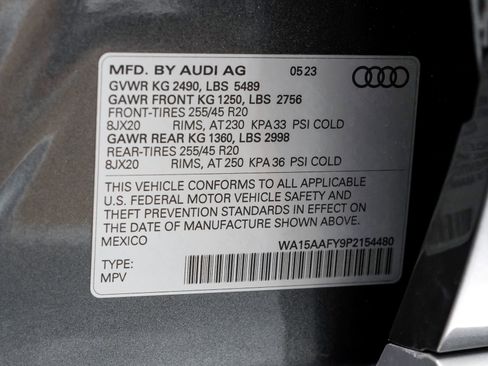 MFD. BY AUDI AG 05 23
GVWR KG 2490, LBS 5489
GAWR FRONT KG 1250, LBS 2756
FRONT-TIRES 255/45 R20
8JX20 RIMS, AT 230 KPA 33 PSI COLD
GAWR REAR KG 1360, LBS 2998
REAR-TIRES 255/45 R20
8JX20 RIMS, AT 250 KPA 36 PSI COLD
THIS VEHICLE CONFORMS TO ALL APPLICABLE
U.S. FEDERAL MOTOR VEHICLE SAFETY AND
THEFT PREVENTION STANDARDS IN EFFECT ON
THE DATE OF MANUFACTURE SHOWN ABOVE.
MEXICO WA15AAFY9P2154480
TYPE:
MPV